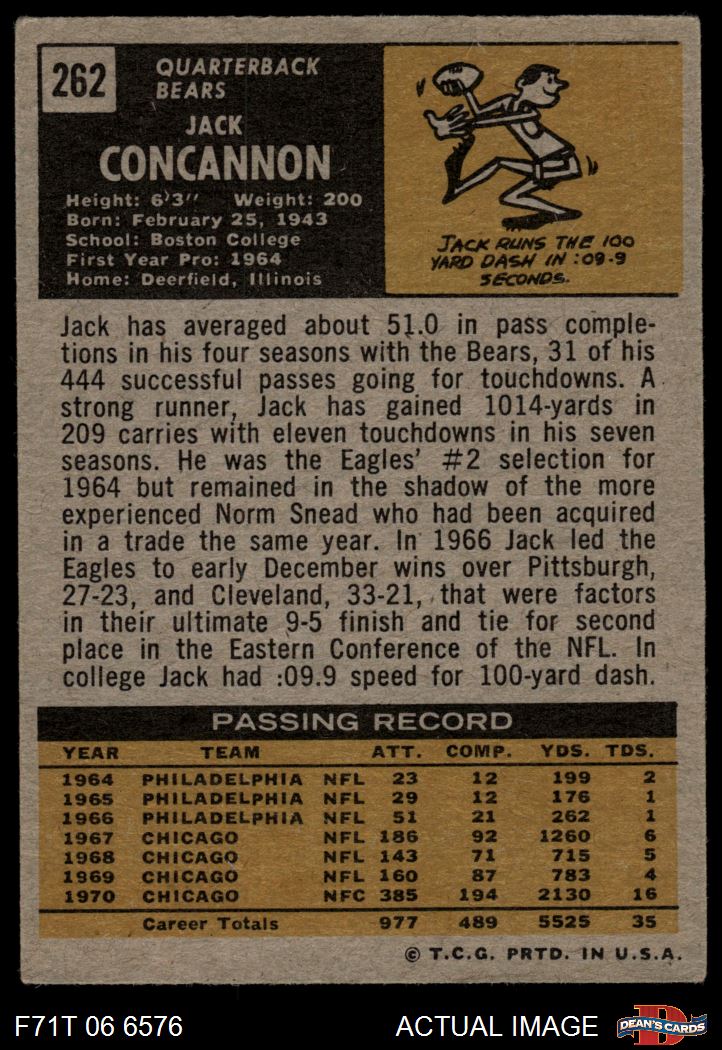 262
QUARTERBACK
BEARS
JACK
CONCANNON
Height: 6'3" Weight: 200
Born: February 25, 1943
School: Boston College
First Year Pro: 1964
Home: Deerfield, Illinois
JACK RUNS THE 100
YARD DASH IN :09-9
SECONDS.
Jack has averaged about 51.0 in pass comple-
tions in his four seasons with the Bears, 31 of his
444 successful passes going for touchdowns. A
strong runner, Jack has gained 1014-yards in
209 carries with eleven touchdowns in his seven
seasons. He was the Eagles' #2 selection for
1964 but remained in the shadow of the more
experienced Norm Snead who had been acquired
in a trade the same year. In 1966 Jack led the
Eagles to early December wins over Pittsburgh,
27-23, and Cleveland, 33-21, that were factors
in their ultimate 9-5 finish and tie for second
place in the Eastern Conference of the NFL. In
college Jack had :09.9 speed for 100-yard dash.
PASSING RECORD
YEAR TEAM ATT. COMP. YDS. TDS.
1964 PHILADELPHIA NFL 23 12 199 2
1965 PHILADELPHIA NFL 29 12 176 1
1966 PHILADELPHIA NFL 51 21 262 1
1967 CHICAGO NFL 186 92 1260 6
1968 CHICAGO NFL 143 71 715 5
1969 CHICAGO NFL 160 87 783 4
1970 CHICAGO NFC 385 194 2130 16
Career Totals 977 489 5525 35
© T.C.G. PRTD. IN U.S.A.
F71T 06 6576 ACTUAL IMAGE D DEAN'S CARDS